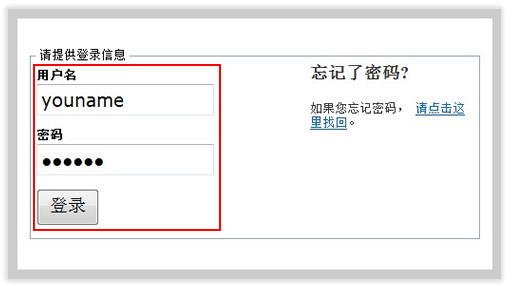 请提供登录信息
用户名
youname
密码
••••••
登录
忘记了密码?
如果您忘记密码， 请点击这
里找回。